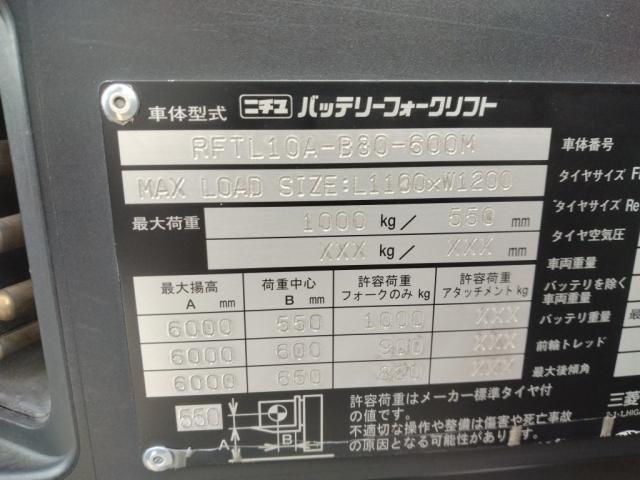 車体型式 ニチユ バッテリーフォークリフト
RFTL10A-B80-600M
MAX LOAD SIZE:L1100×W1200
最大荷重 1000 kg/ 550 mm
XXX kg/ XXX mm
最大揚高 A mm 荷重中心 B mm 許容荷重 フォークのみ kg 許容荷重 アタッチメント kg
6000 550 1000 XXX
6000 600 900 XXX
6000 650 XXX
550 A B
許容荷重はメーカー標準タイヤ付
の値です。
不適切な操作や整備は傷害や死亡事故
の原因となる可能性があります。
車体番号
タイヤサイズ
タイヤサイズ Re
タイヤ空気圧
車両重量
バッテリを除く
車両重量
バッテリ重量
前輪トレッド
最大後傾角
三菱